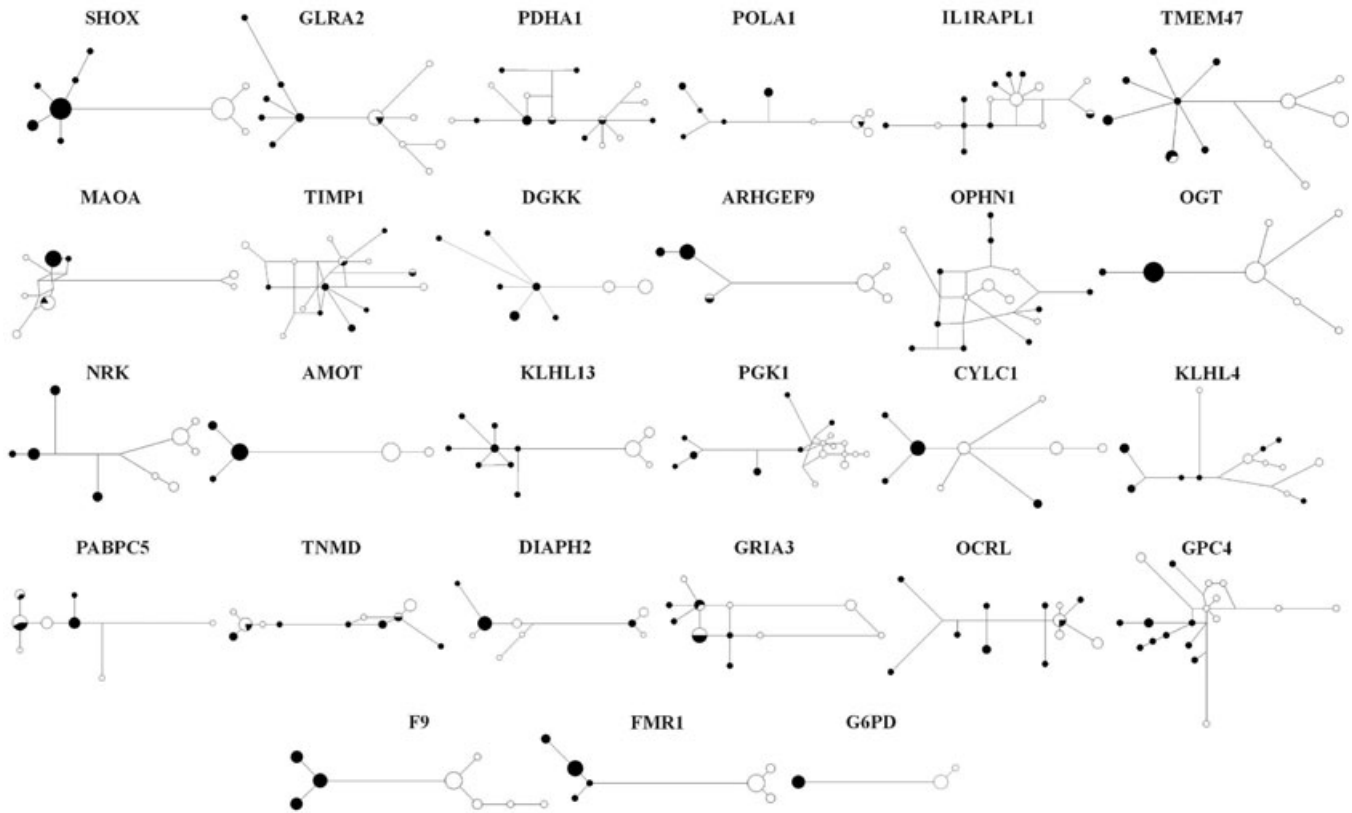 SHOX GLRA2 PDHA1 POLA1 IL1RAPL1 TMEM47
MAOA TIMP1 DGKK ARHGEF9 OPHN1 OGT
NRK AMOT KLHL13 PGK1 CYLC1 KLHL4
PABPC5 TNMD DIAPH2 GRIA3 OCRL GPC4
F9 FMR1 G6PD